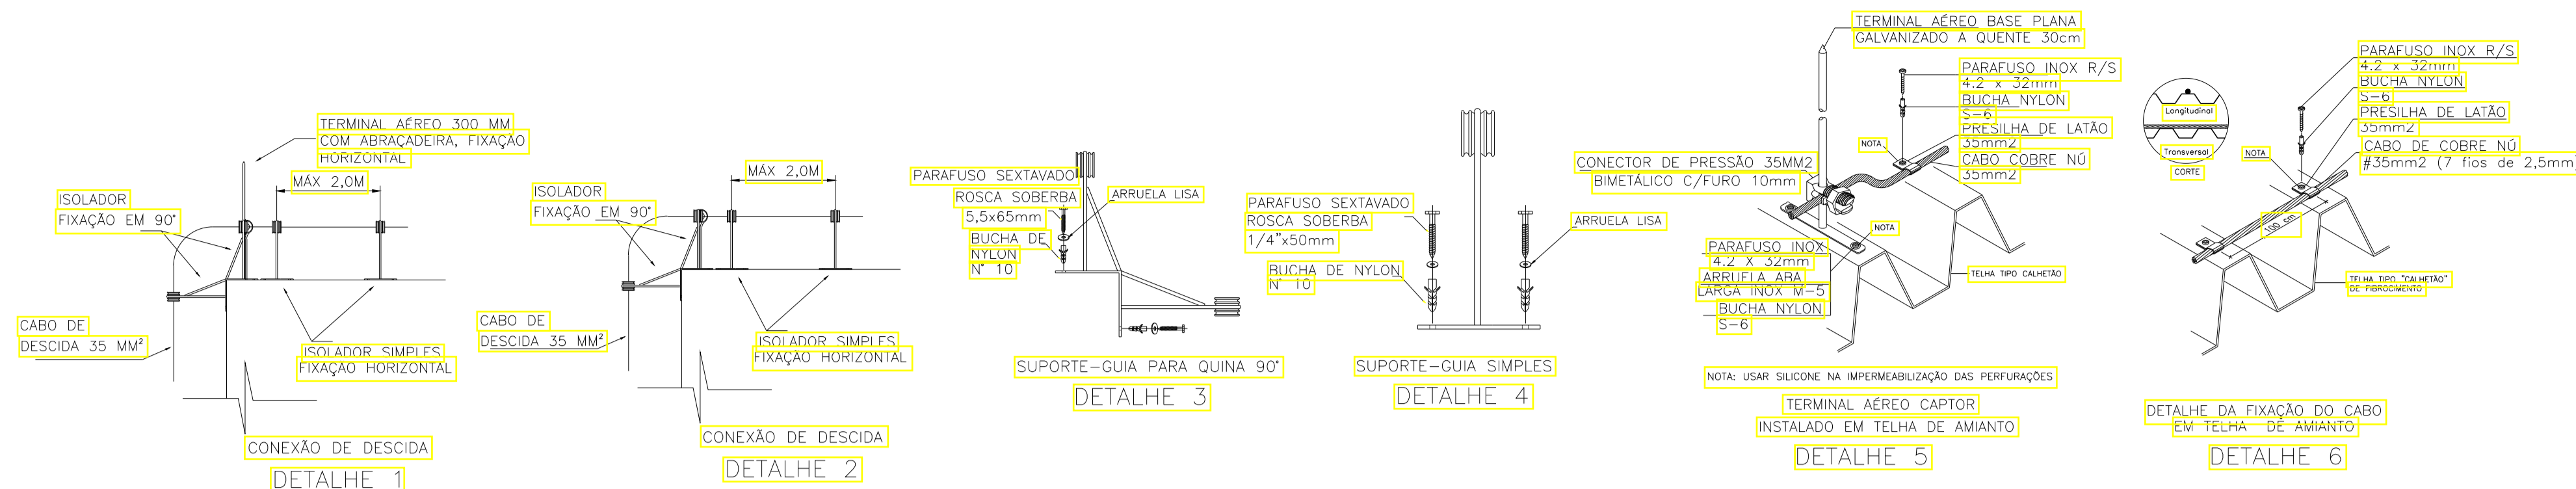 TERMINAL AÉREO 300 MM
COM ABRAÇADEIRA, FIXAÇÃO
HORIZONTAL
MÁX 2,0M
ISOLADOR
FIXAÇÃO EM 90°
CABO DE
DESCIDA 35 MM²
ISOLADOR SIMPLES
FIXAÇÃO HORIZONTAL
CONEXÃO DE DESCIDA
DETALHE 1
MÁX 2,0M
ISOLADOR
FIXAÇÃO EM 90°
CABO DE
DESCIDA 35 MM²
ISOLADOR SIMPLES
FIXAÇÃO HORIZONTAL
CONEXÃO DE DESCIDA
DETALHE 2
PARAFUSO SEXTAVADO
ROSCA SOBERBA
5,5x65mm
ARRUELA LISA
BUCHA DE
NYLON
N° 10
SUPORTE-GUIA PARA QUINA 90°
DETALHE 3
PARAFUSO SEXTAVADO
ROSCA SOBERBA
1/4"x50mm
ARRUELA LISA
BUCHA DE NYLON
N° 10
SUPORTE-GUIA SIMPLES
DETALHE 4
TERMINAL AÉREO BASE PLANA
GALVANIZADO A QUENTE 30cm
PARAFUSO INOX R/S
4.2 x 32mm
BUCHA NYLON
S-6
PRESILHA DE LATÃO
35mm2
CABO COBRE NÚ
35mm2
NOTA
CONECTOR DE PRESSÃO 35MM2
BIMETÁLICO C/FURO 10mm
NOTA
PARAFUSO INOX
4.2 X 32mm
ARRUELA ABA
LARGA INOX M-5
BUCHA NYLON
S-6
TELHA TIPO CALHETÃO
NOTA: USAR SILICONE NA IMPERMEABILIZAÇÃO DAS PERFURAÇÕES
TERMINAL AÉREO CAPTOR
INSTALADO EM TELHA DE AMIANTO
DETALHE 5
PARAFUSO INOX R/S
4.2 x 32mm
BUCHA NYLON
S-6
PRESILHA DE LATÃO
35mm2
CABO DE COBRE NÚ
#35mm2 (7 fios de 2,5mm
Longitudinal
Transversal
CORTE
NOTA
100 cm
TELHA TIPO "CALHETÃO"
DE FIBROCIMENTO
DETALHE DA FIXAÇÃO DO CABO
EM TELHA DE AMIANTO
DETALHE 6